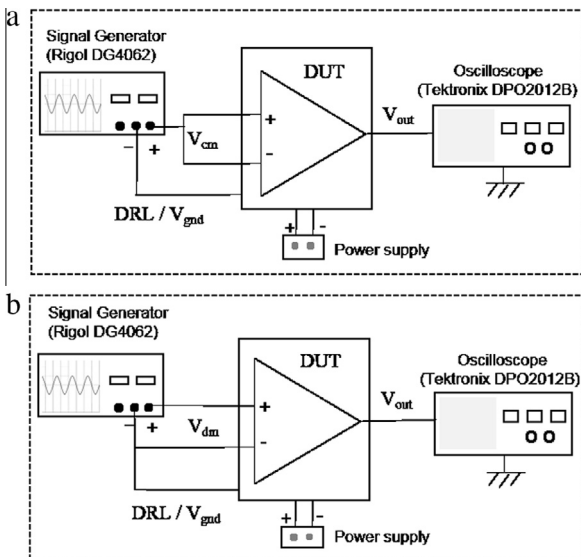 a
Signal Generator
(Rigol DG4062)
DUT
Oscilloscope
(Tektronix DPO2012B)
+
-
V_cm
V_out
- +
DRL / V_gnd
+ -
Power supply
b
Signal Generator
(Rigol DG4062)
DUT
Oscilloscope
(Tektronix DPO2012B)
+
-
V_dm
V_out
- +
DRL / V_gnd
+ -
Power supply